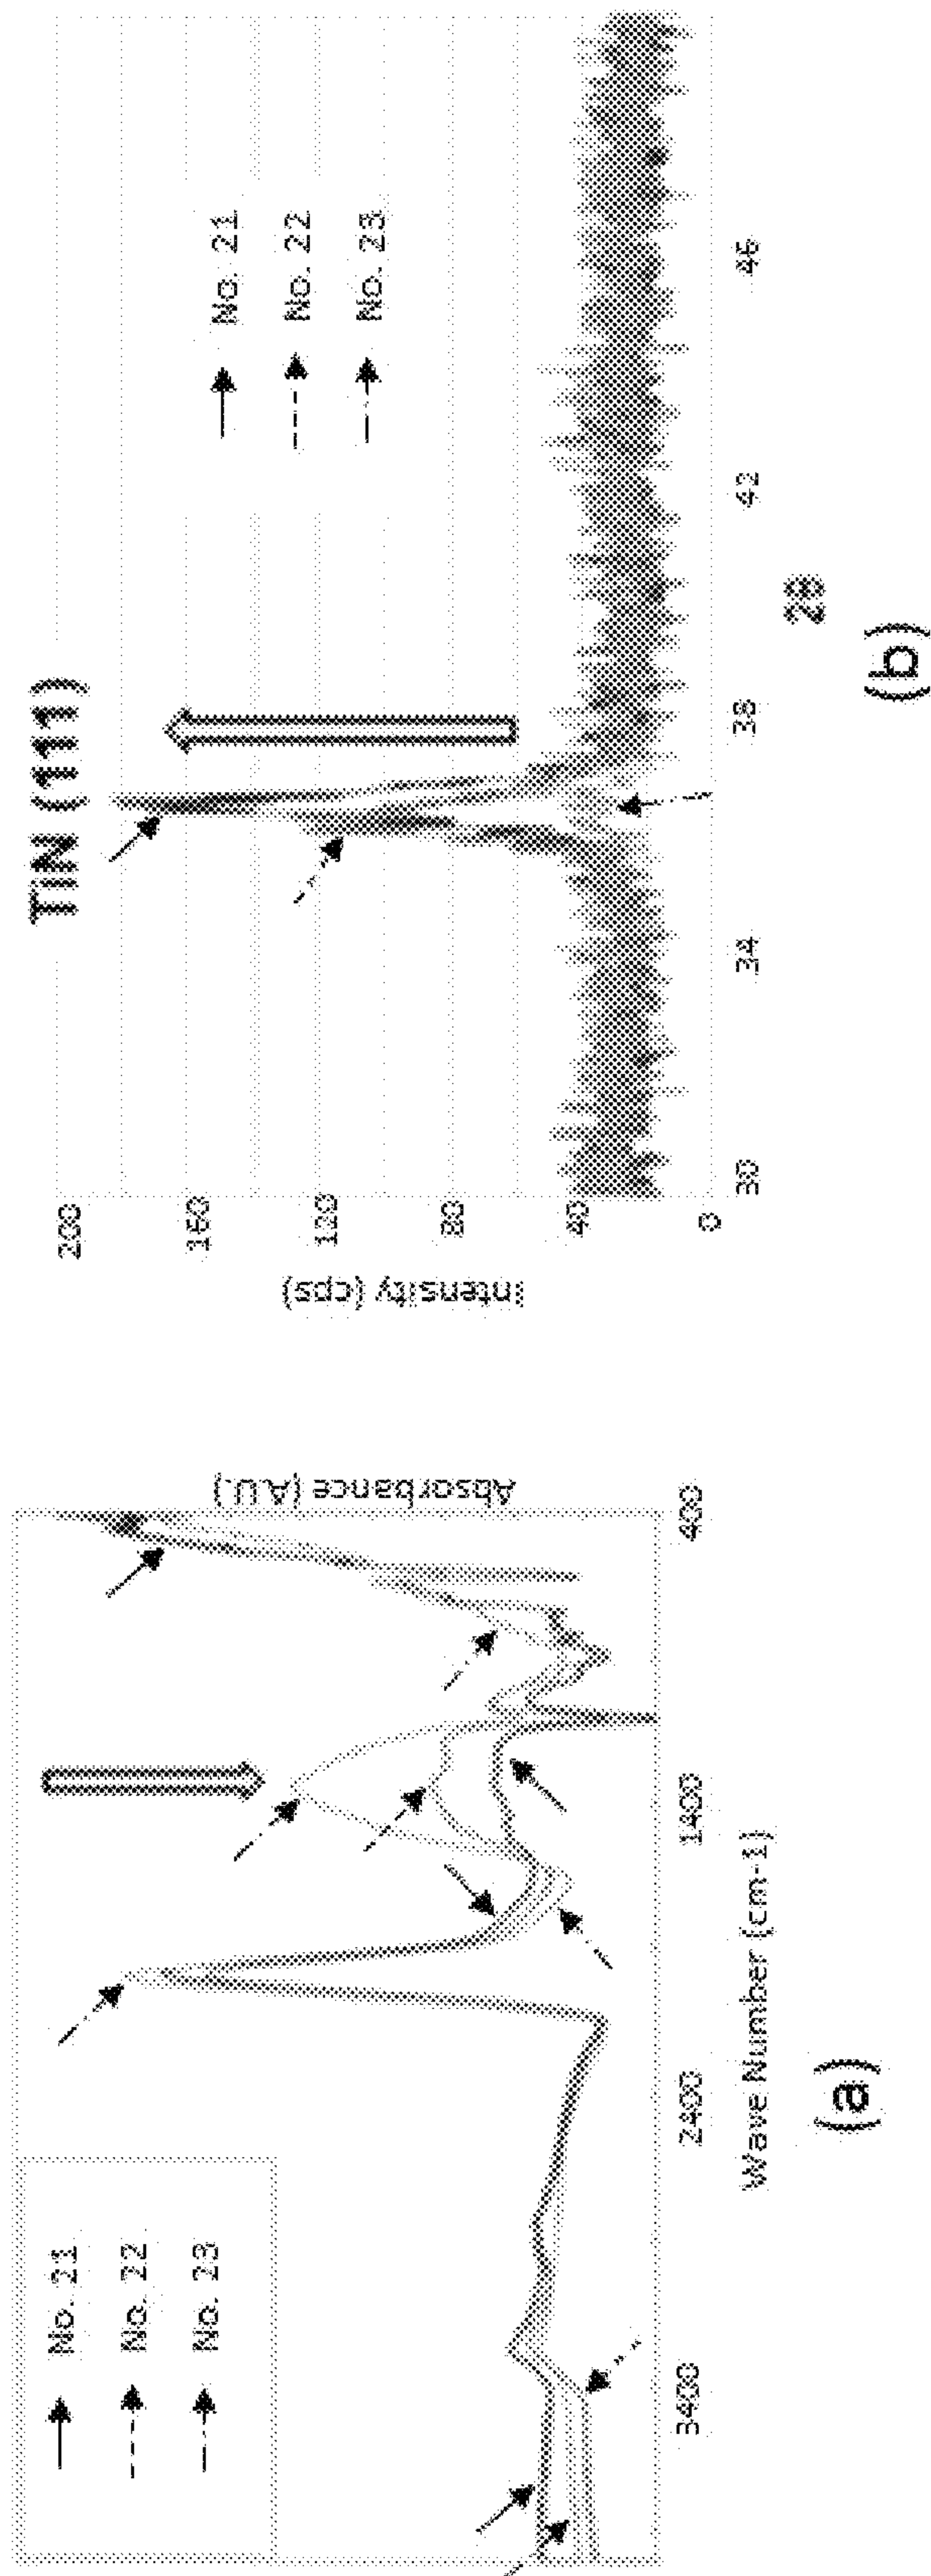 No. 21
No. 22
No. 23
Absorbance (A.U.)
3400
2400
1400
400
Wave Number [cm-1]
(a)
TiN (111)
No. 21
No. 22
No. 23
Intensity (cps)
200
160
120
80
40
0
30
34
38
42
46
2θ
(b)